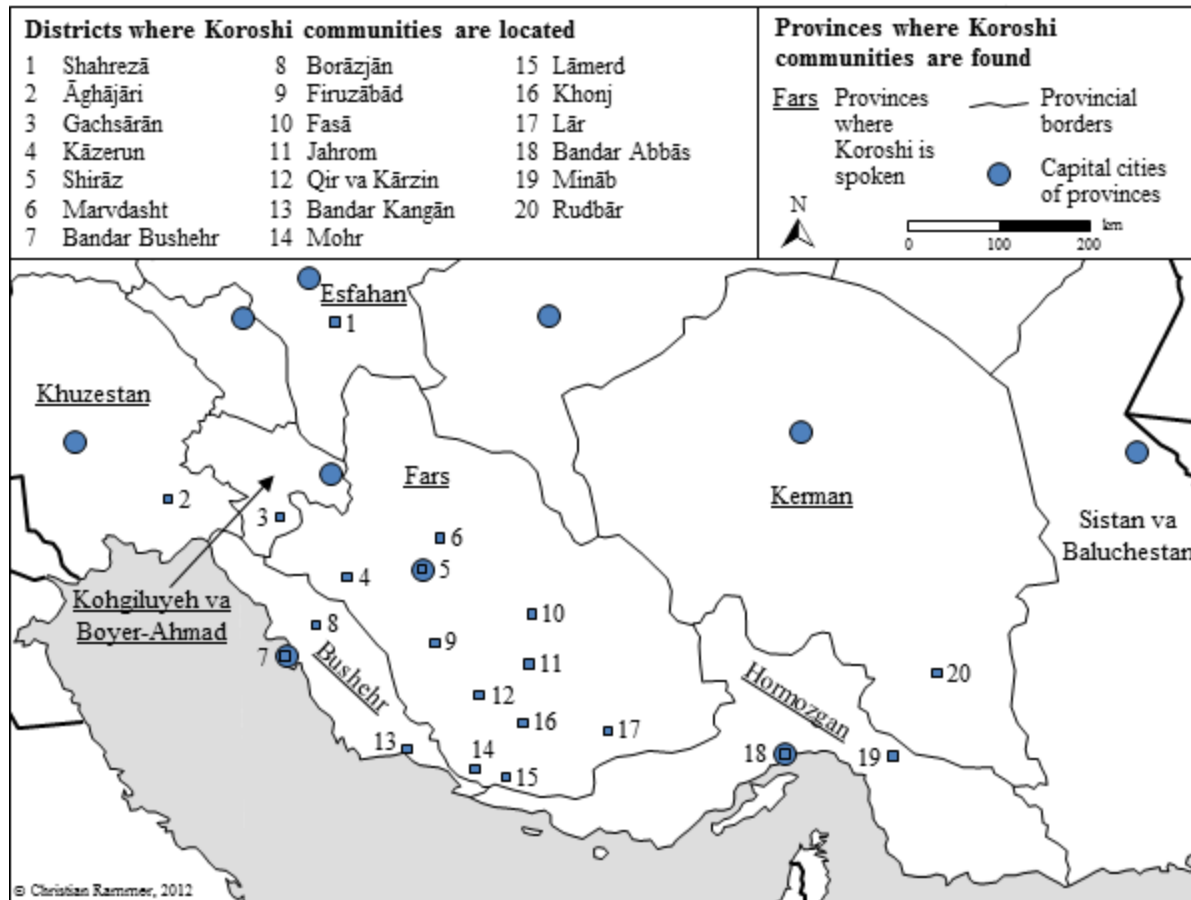 Districts where Koroshi communities are located
1 Shahrezā
2 Āghājāri
3 Gachsārān
4 Kāzerun
5 Shirāz
6 Marvdasht
7 Bandar Bushehr
8 Borāzjān
9 Firuzābād
10 Fasā
11 Jahrom
12 Qir va Kārzin
13 Bandar Kangān
14 Mohr
15 Lāmerd
16 Khonj
17 Lār
18 Bandar Abbās
19 Mināb
20 Rudbār
Provinces where Koroshi
communities are found
Fars Provinces
where
Koroshi is
spoken
Provincial
borders
Capital cities
of provinces
N
km
0 100 200
Esfahan
1
Khuzestan
Fars
Kerman
2
3
Sistan va
Baluchestan
6
5
4
Kohgiluyeh va
Boyer-Ahmad
8
10
9
7
11
Bushehr
Hormozgan
20
12
16
17
13
14
15
18
19
© Christian Rammer, 2012